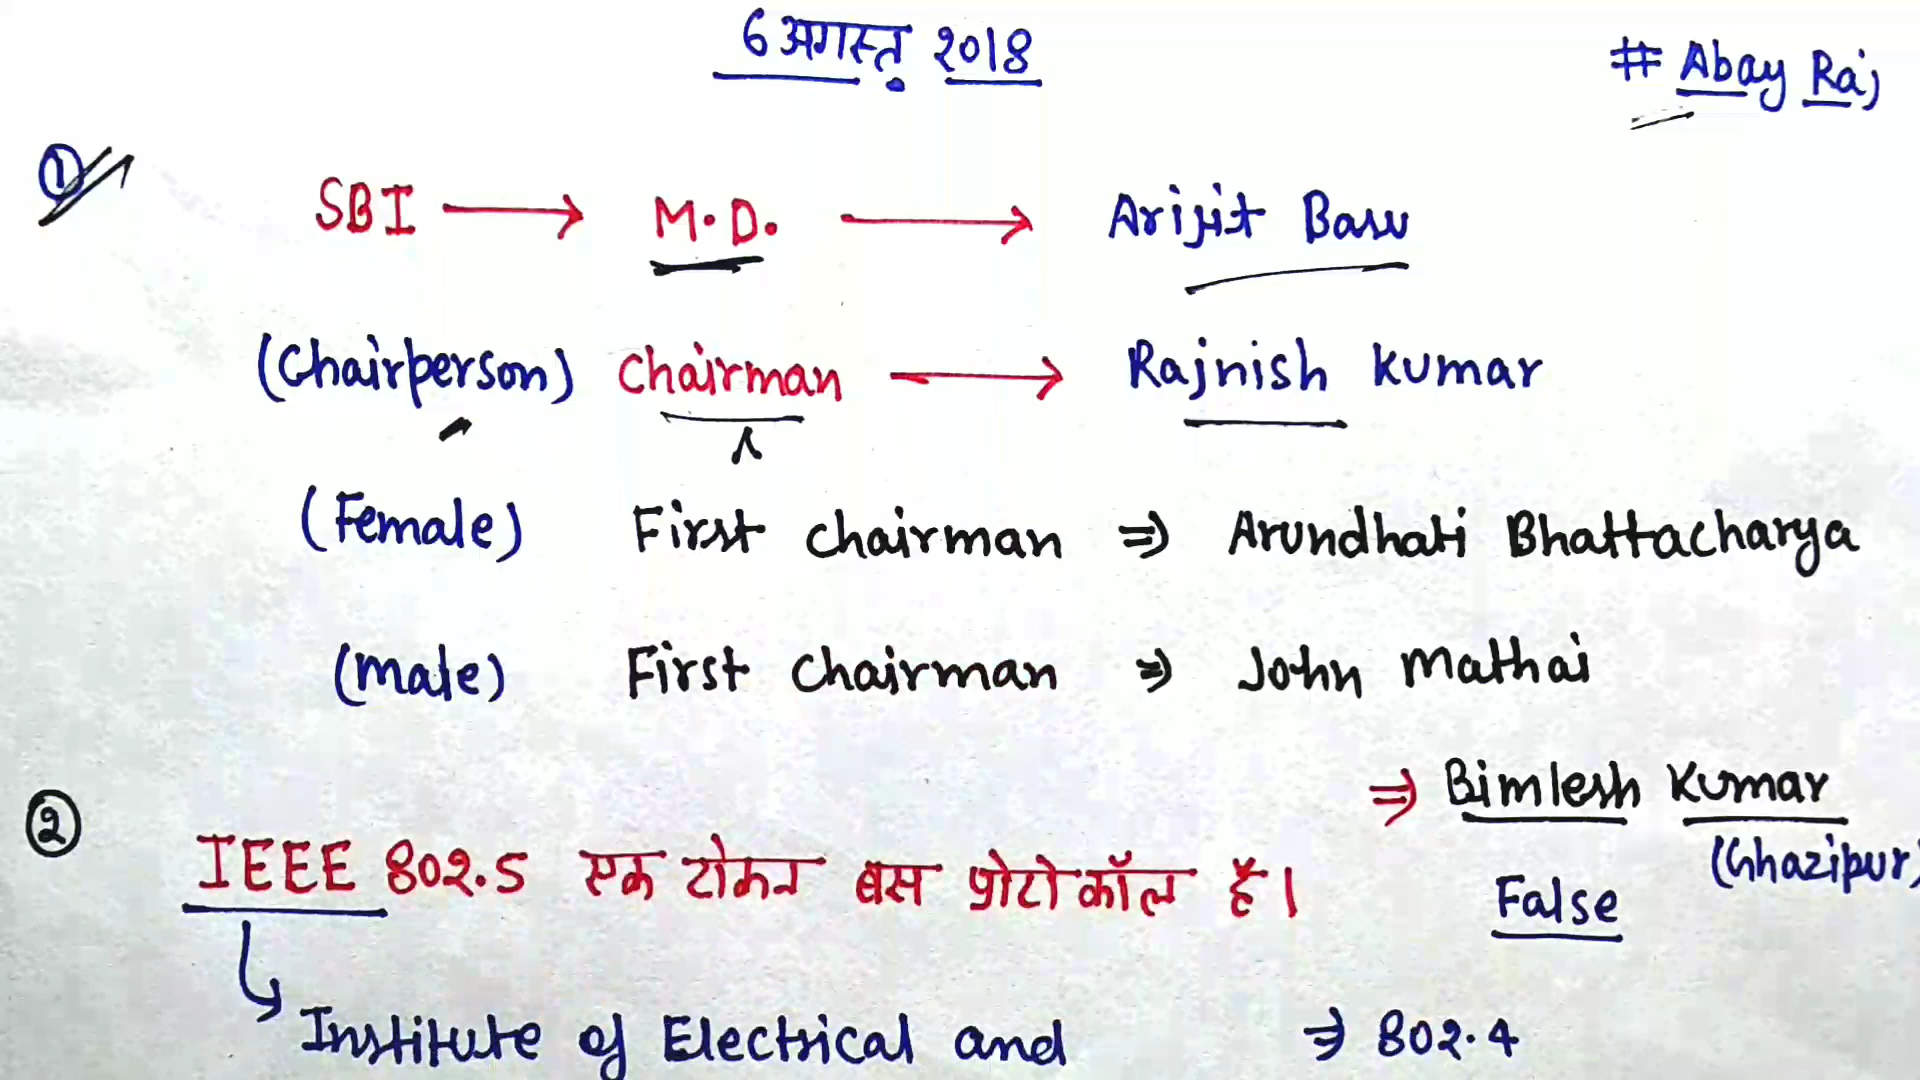 6 अगस्त 2018
# Abay Raj
① SBI → M.D. → Arijit Basu
(Chairperson) Chairman → Rajnish Kumar
(Female) First Chairman ⇒ Arundhati Bhattacharya
(Male) First Chairman ⇒ John Mathai
⇒ Bimlesh Kumar
(Ghazipur)
② IEEE 802.5 एक टोकन बस प्रोटोकॉल है।
False
Institute of Electrical and ⇒ 802.4